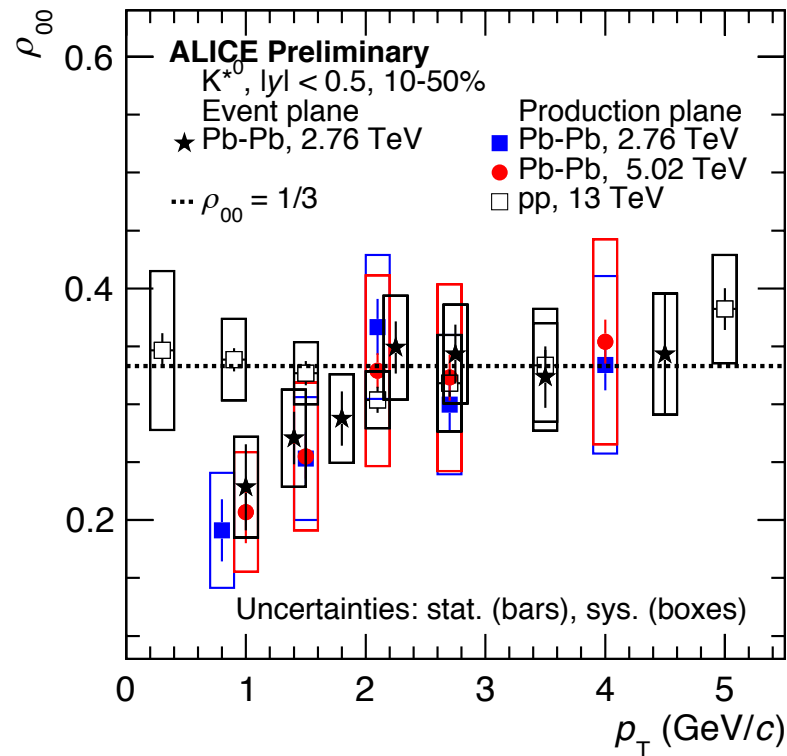 ρ00
0.6
0.4
0.2
ALICE Preliminary
K*0, |y| < 0.5, 10-50%
Event plane
Pb-Pb, 2.76 TeV
ρ00 = 1/3
Production plane
Pb-Pb, 2.76 TeV
Pb-Pb, 5.02 TeV
pp, 13 TeV
Uncertainties: stat. (bars), sys. (boxes)
0 1 2 3 4 5
pT (GeV/c)